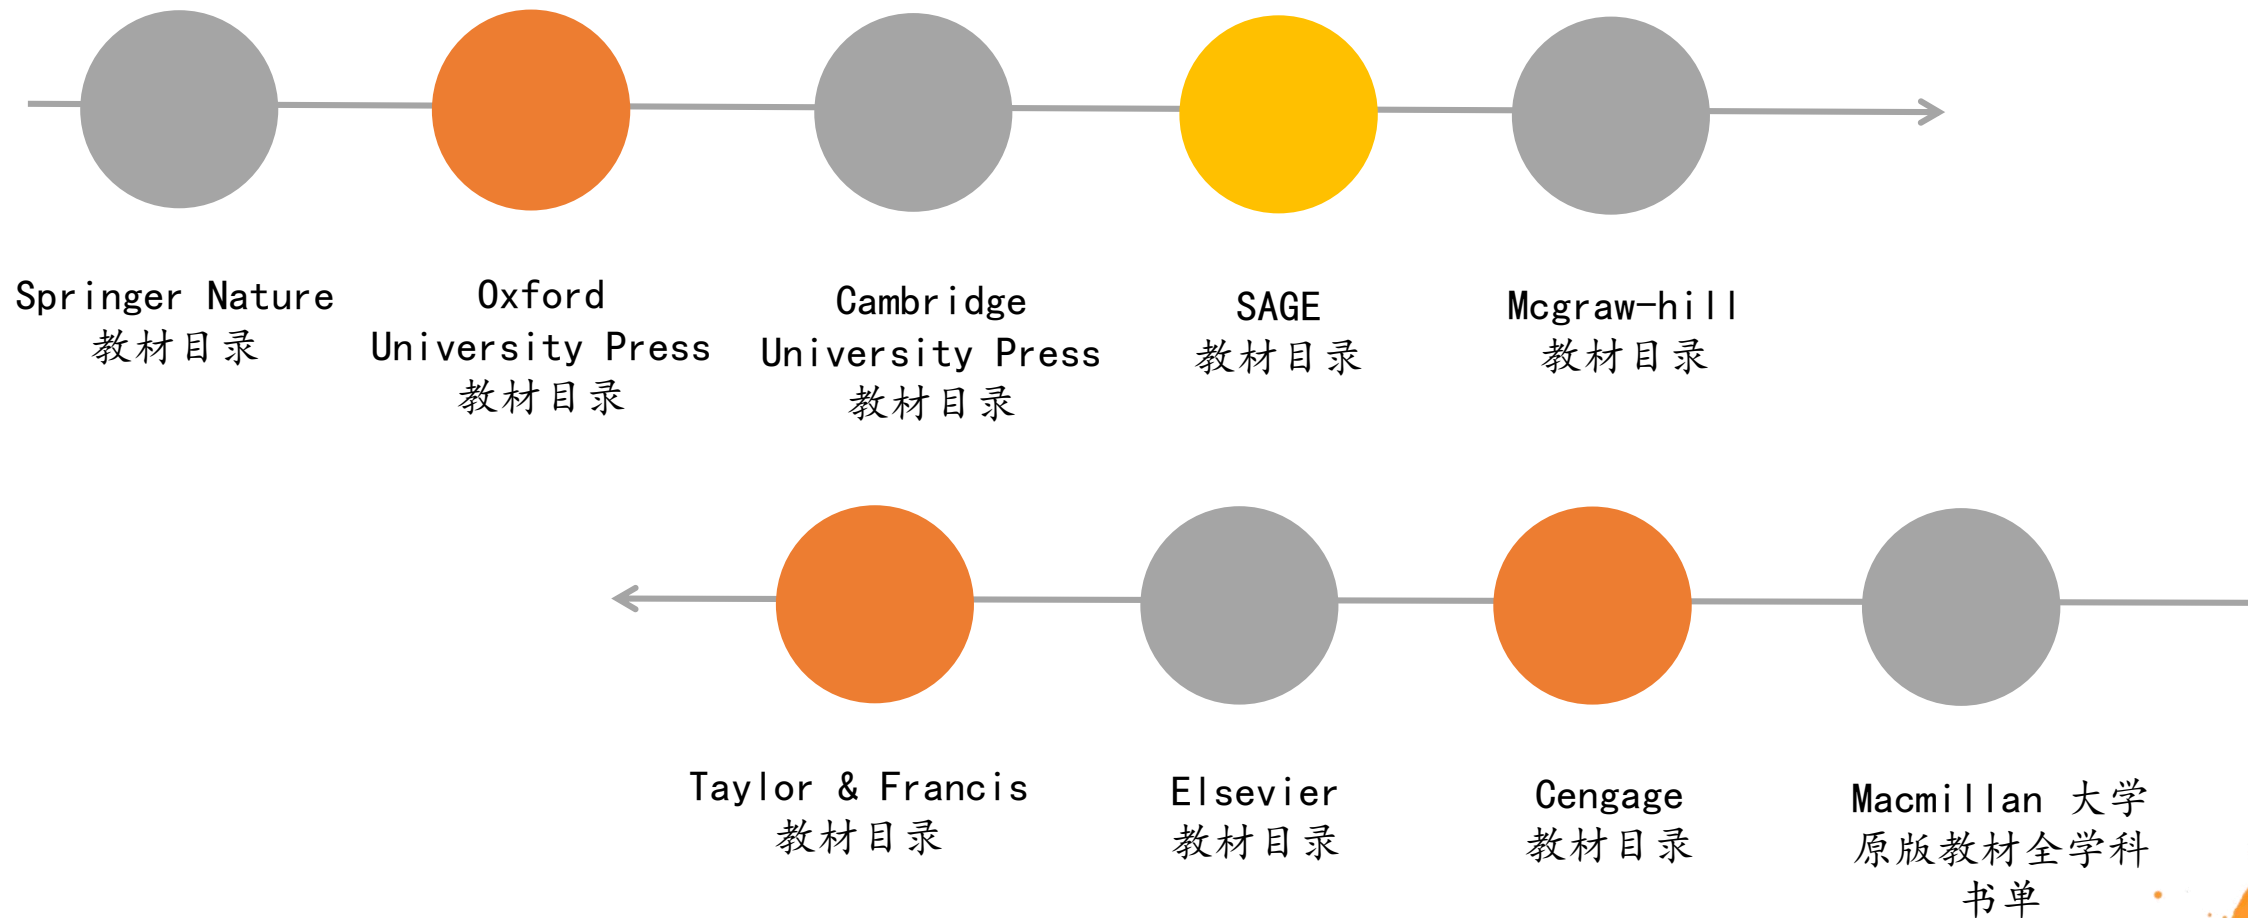 Springer Nature
教材目录
Oxford
University Press
教材目录
Cambridge
University Press
教材目录
SAGE
教材目录
Mcgraw-hill
教材目录
Taylor & Francis
教材目录
Elsevier
教材目录
Cengage
教材目录
Macmillan 大学
原版教材全学科
书单